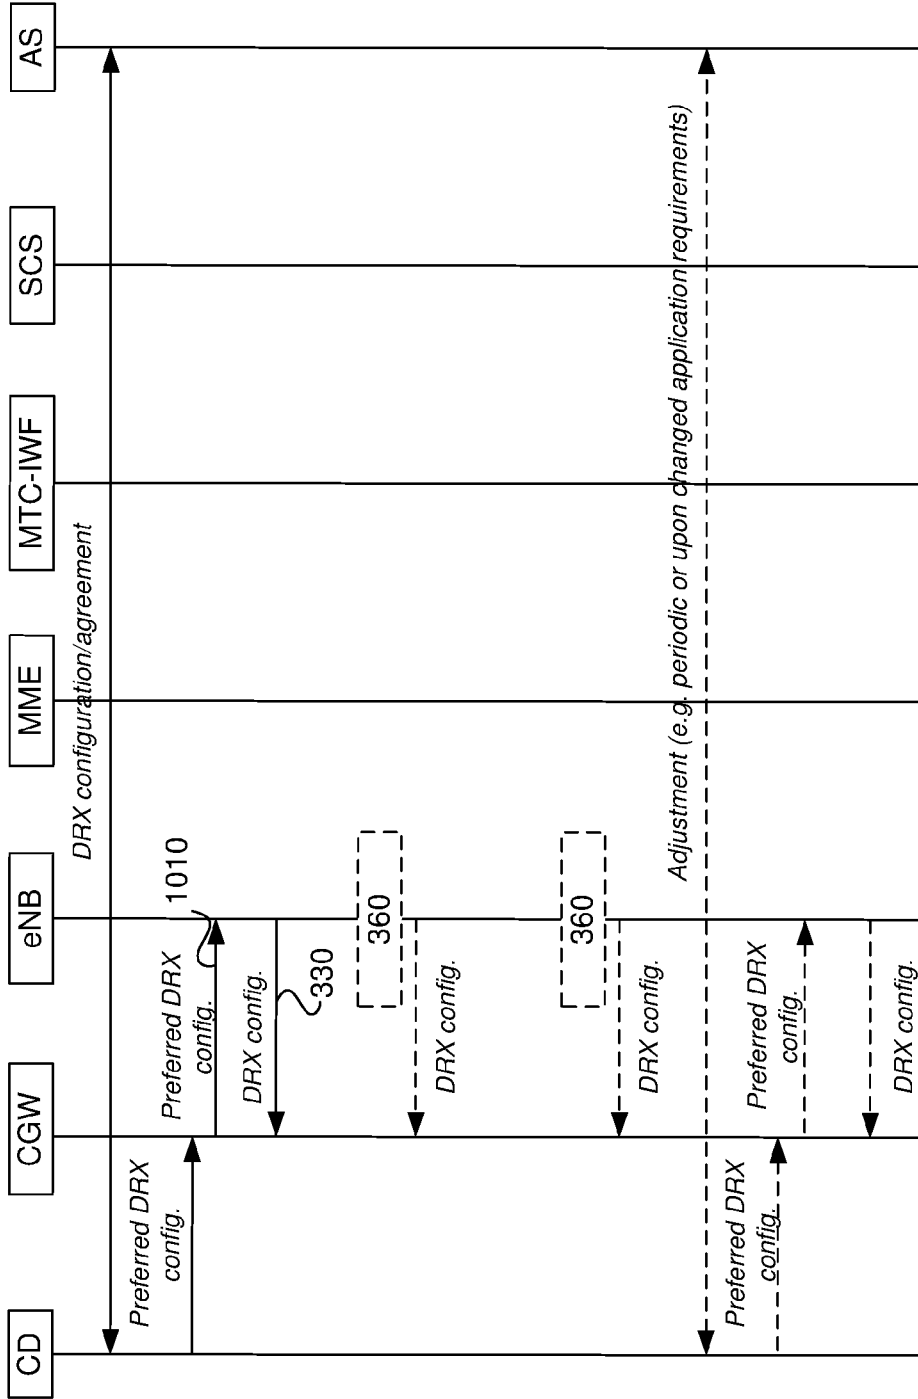 CD
CGW
eNB
MME
MTC-IWF
SCS
AS
DRX configuration/agreement
Preferred DRX
config.
Preferred DRX
config.
1010
DRX config.
330
360
DRX config.
360
DRX config.
Adjustment (e.g. periodic or upon changed application requirements)
Preferred DRX
config.
Preferred DRX
config.
DRX config.